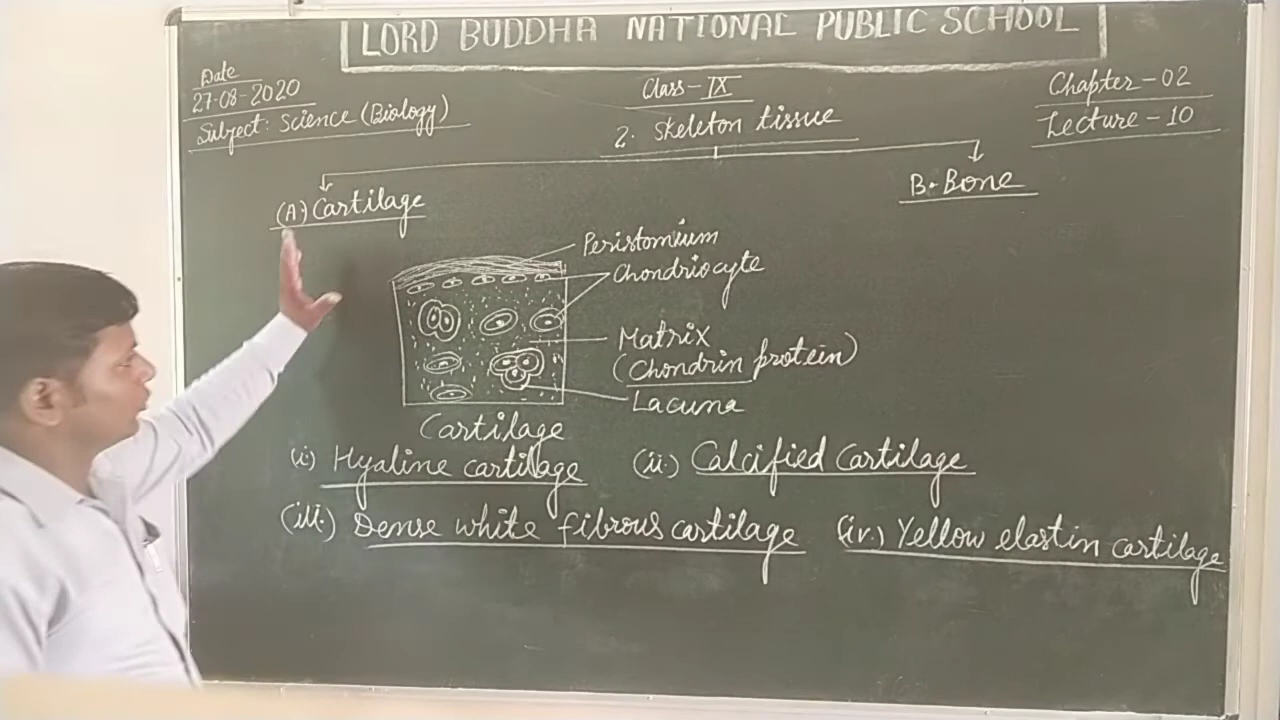 LORD BUDDHA NATIONAL PUBLIC SCHOOL
Date
27-08-2020
Subject: Science (Biology)
Class-IX
2. Skeleton tissue
Chapter-02
Lecture-10
(A.) Cartilage
B. Bone
Peristomium
Chondriocyte
Matrix
(Chondrin protein)
Lacuna
Cartilage
(i.) Hyaline cartilage (ii.) Calcified Cartilage
(iii.) Dense white fibrous cartilage (iv.) Yellow elastin cartilage